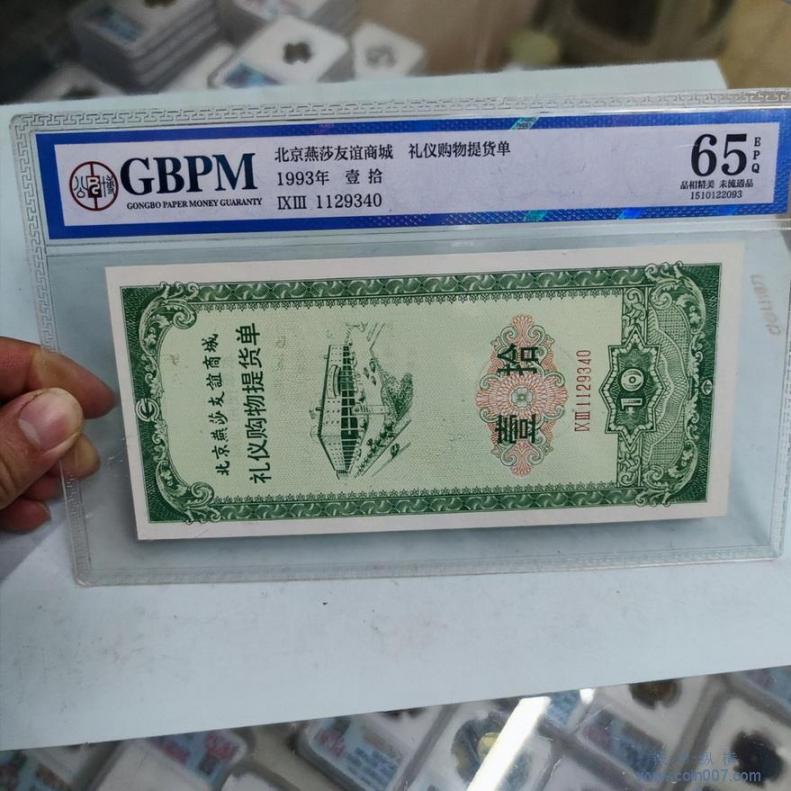 GBPM
GONGBO PAPER MONEY GUARANTY
北京燕莎友谊商城 礼仪购物提货单
1993年 壹拾
IXIII 1129340
65
EPQ
品相精美 未流通品
1510122093
北京燕莎友谊商城
礼仪购物提货单
壹拾
IXIII 1129340
10